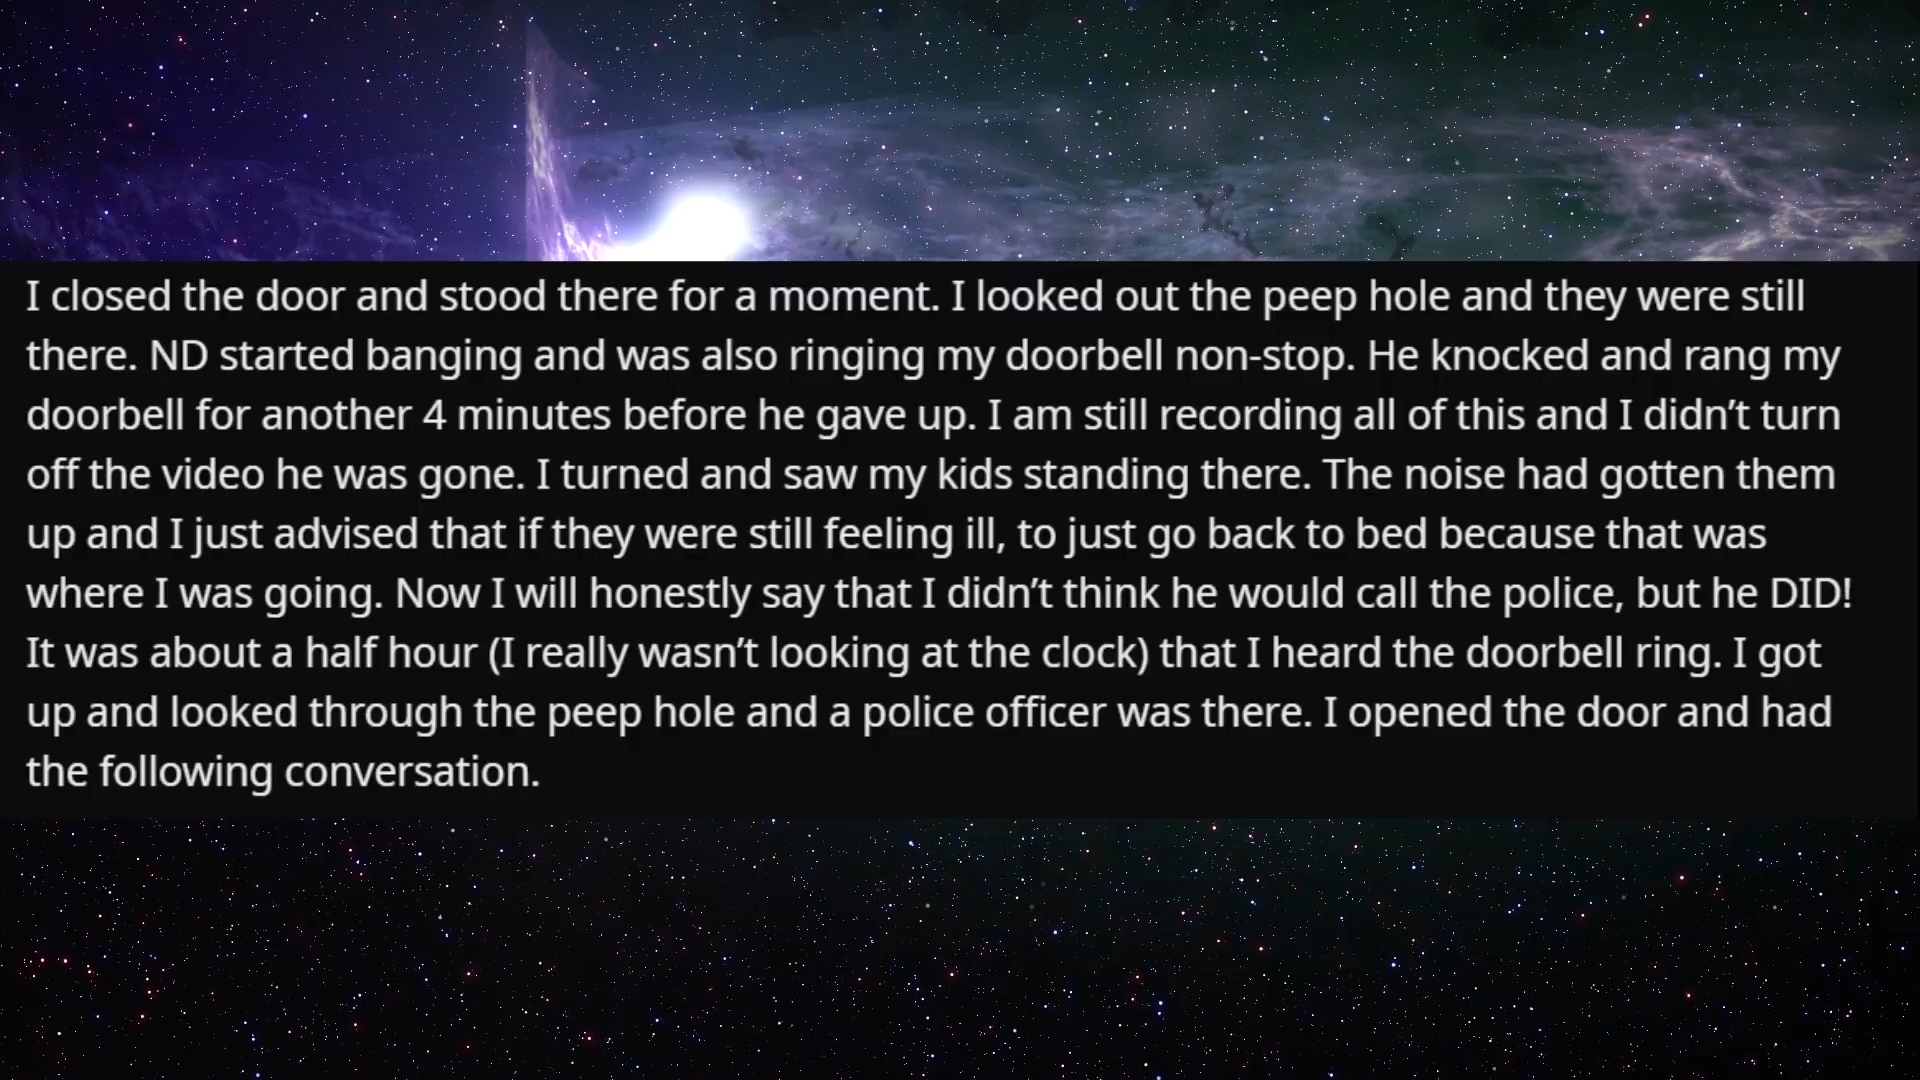 I closed the door and stood there for a moment. I looked out the peep hole and they were still
there. ND started banging and was also ringing my doorbell non-stop. He knocked and rang my
doorbell for another 4 minutes before he gave up. I am still recording all of this and I didn’t turn
off the video he was gone. I turned and saw my kids standing there. The noise had gotten them
up and I just advised that if they were still feeling ill, to just go back to bed because that was
where I was going. Now I will honestly say that I didn’t think he would call the police, but he DID!
It was about a half hour (I really wasn’t looking at the clock) that I heard the doorbell ring. I got
up and looked through the peep hole and a police officer was there. I opened the door and had
the following conversation.